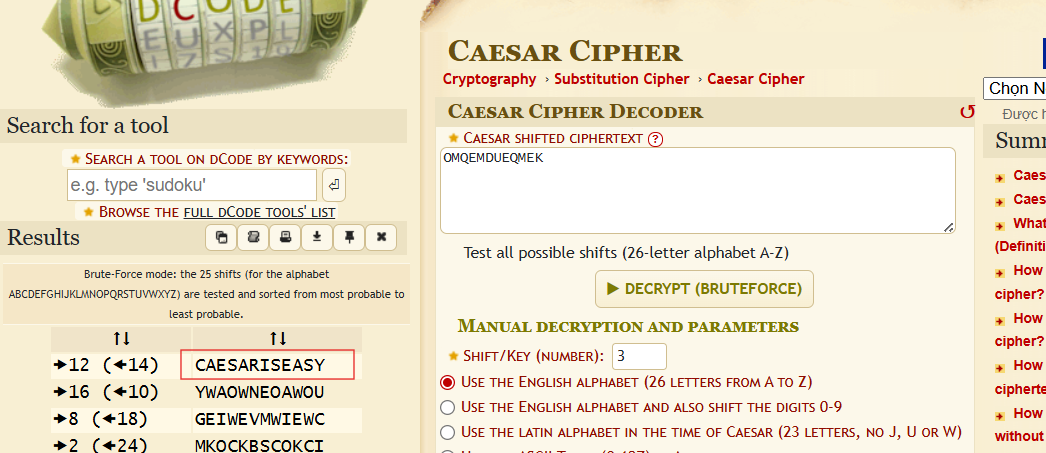 DCODE
EUXPL
Search for a tool
SEARCH A TOOL ON DCODE BY KEYWORDS:
e.g. type 'sudoku'
BROWSE THE FULL DCODE TOOLS' LIST
Results
Brute-Force mode: the 25 shifts (for the alphabet
ABCDEFGHIJKLMNOPQRSTUVWXYZ) are tested and sorted from most probable to
least probable.
↑↓ ↑↓
➔12 (🡰14) CAESARISEASY
➔16 (🡰10) YWAOWNEOAWOU
➔8 (🡰18) GEIWEVMWIEWC
➔2 (🡰24) MKOCKBSCOKCI
CAESAR CIPHER
Cryptography › Substitution Cipher › Caesar Cipher
CAESAR CIPHER DECODER
CAESAR SHIFTED CIPHERTEXT ?
OMQEMDUEQMEK
Test all possible shifts (26-letter alphabet A-Z)
▶ DECRYPT (BRUTEFORCE)
MANUAL DECRYPTION AND PARAMETERS
SHIFT/KEY (NUMBER): 3
USE THE ENGLISH ALPHABET (26 LETTERS FROM A TO Z)
USE THE ENGLISH ALPHABET AND ALSO SHIFT THE DIGITS 0-9
USE THE LATIN ALPHABET IN THE TIME OF CAESAR (23 LETTERS, NO J, U OR W)
Chọn N
Được h
Sum
Caes
Caes
What
(Definiti
How
cipher?
How
cipher?
How
cipherte
How
without